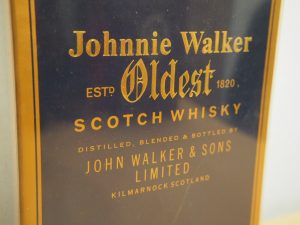 Johnnie Walker
ESTD Oldest 1820,
SCOTCH WHISKY
DISTILLED, BLENDED & BOTTLED BY
JOHN WALKER & SONS
LIMITED
KILMARNOCK SCOTLAND